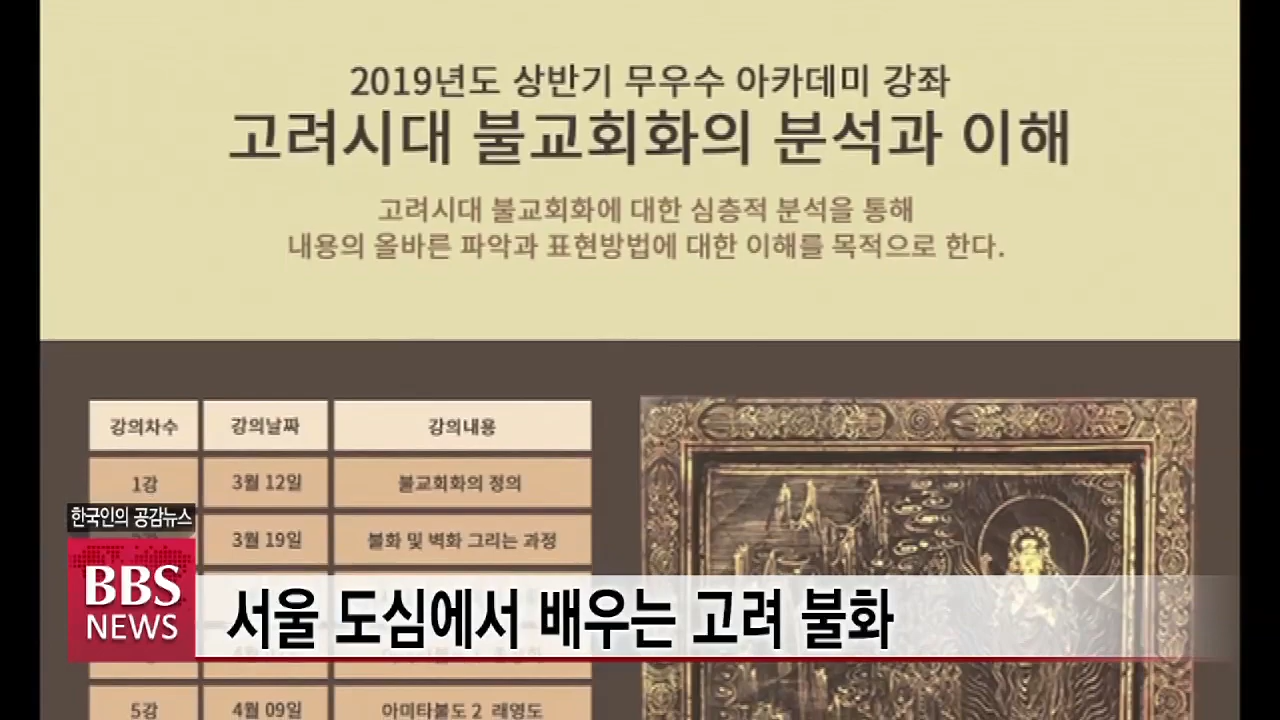 2019년도 상반기 무우수 아카데미 강좌
고려시대 불교회화의 분석과 이해
고려시대 불교회화에 대한 심층적 분석을 통해
내용의 올바른 파악과 표현방법에 대한 이해를 목적으로 한다.
강의차수 강의날짜 강의내용
1강 3월 12일 불교회화의 정의
한국인의 공감뉴스
3월 19일 불화 및 벽화 그리는 과정
BBS
NEWS
서울 도심에서 배우는 고려 불화
5강 4월 09일 아미타불도 2 래영도